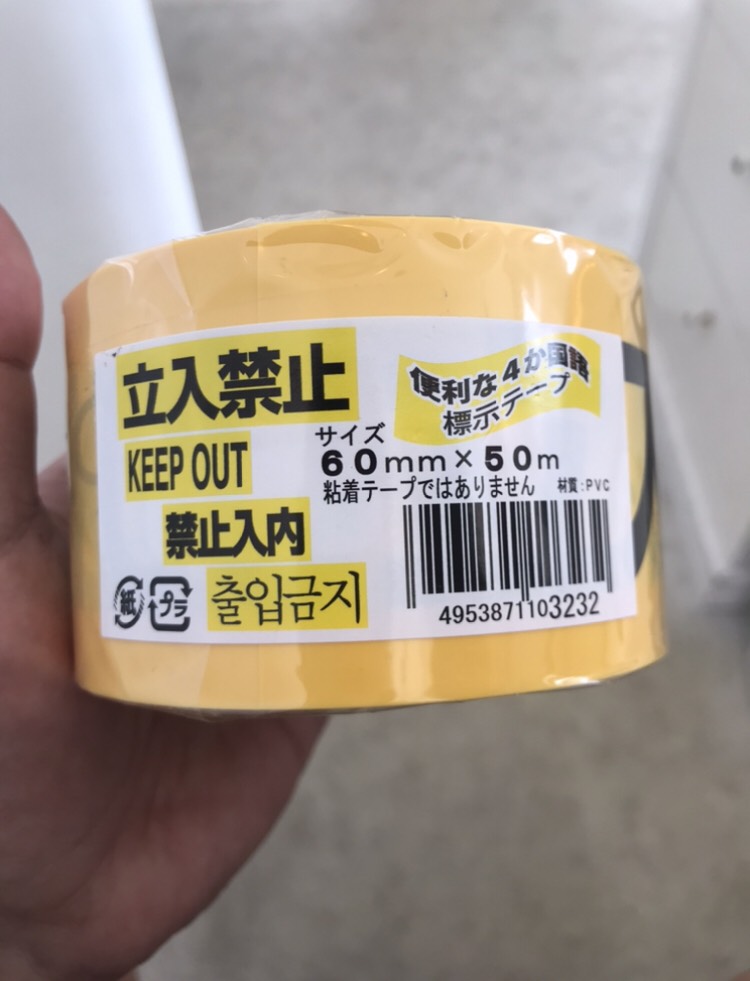 立入禁止
便利な4か国語
標示テープ
KEEP OUT
サイズ
60mm×50m
粘着テープではありません 材質:PVC
禁止入内
紙 プラ
출입금지
4953871103232